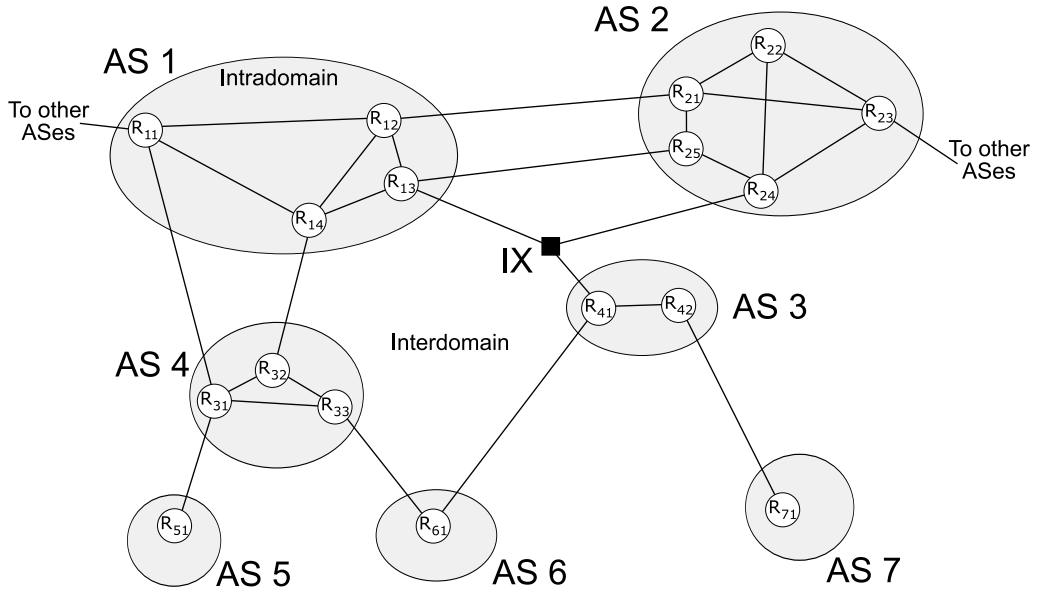 AS 2
R22
AS 1
Intradomain
R21
R23
To other
ASes
R12
R11
R25
To other
ASes
R13
R24
R14
IX
R41
R42
AS 3
Interdomain
AS 4
R32
R31
R33
R51
R61
R71
AS 5
AS 6
AS 7